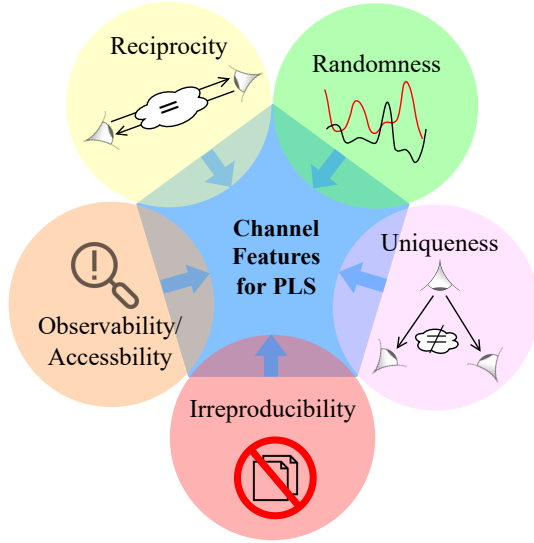 Reciprocity
Randomness
Channel
Features
for PLS
Uniqueness
Observability/
Accessbility
Irreproducibility